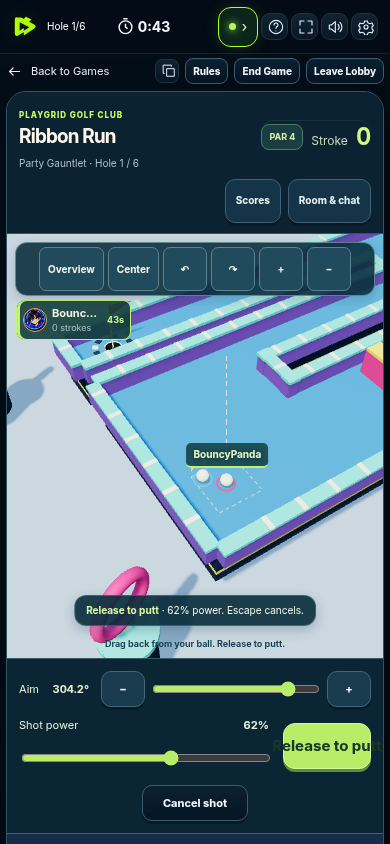 Hole 1/6
0:43
Back to Games
Rules
End Game
Leave Lobby
PLAYGRID GOLF CLUB
Ribbon Run
PAR 4
Stroke 0
Party Gauntlet · Hole 1 / 6
Scores
Room & chat
Overview
Center
↶
↷
+
−
Bounc...
0 strokes
43s
BouncyPanda
Release to putt · 62% power. Escape cancels.
Drag back from your ball. Release to putt.
Aim 304.2°
−
+
Shot power 62%
Release to putt
Cancel shot